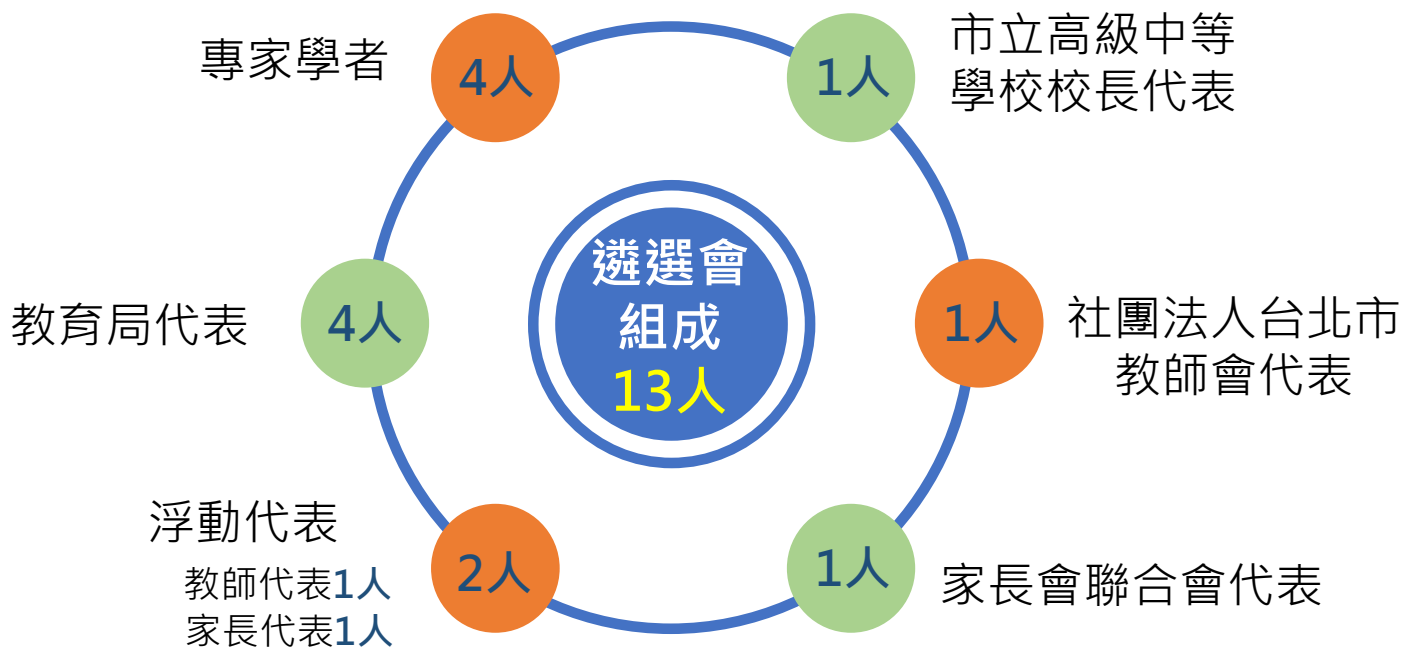 遴選會
組成
13人
專家學者
4人
1人
市立高級中等
學校校長代表
教育局代表
4人
1人
社團法人台北市
教師會代表
浮動代表
教師代表1人
家長代表1人
2人
1人
家長會聯合會代表